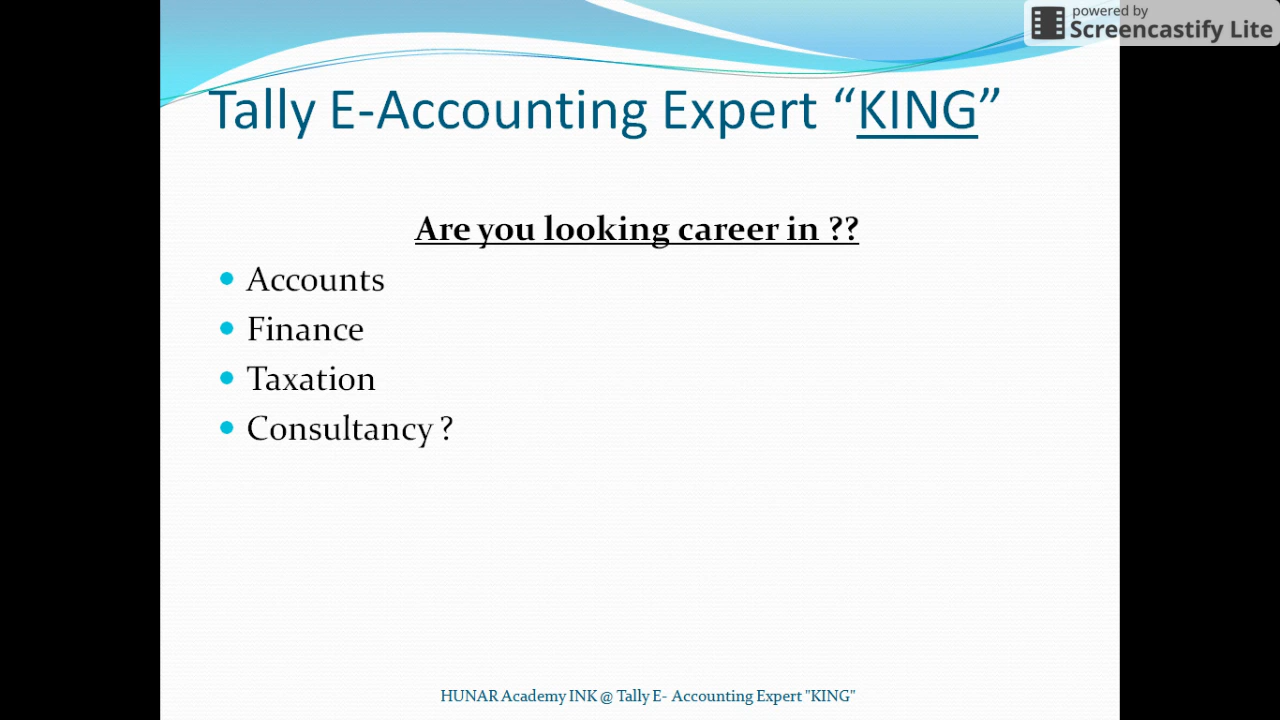 powered by
Screencastify Lite
Tally E-Accounting Expert “KING”
Are you looking career in ??
Accounts
Finance
Taxation
Consultancy ?
HUNAR Academy INK @ Tally E- Accounting Expert "KING"